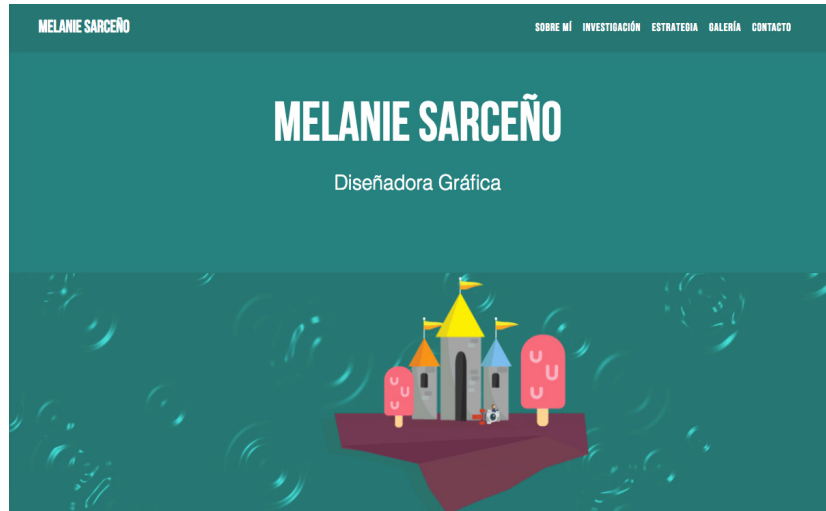 MELANIE SARCEÑO
SOBRE MÍ INVESTIGACIÓN ESTRATEGIA GALERÍA CONTACTO
MELANIE SARCEÑO
Diseñadora Gráfica